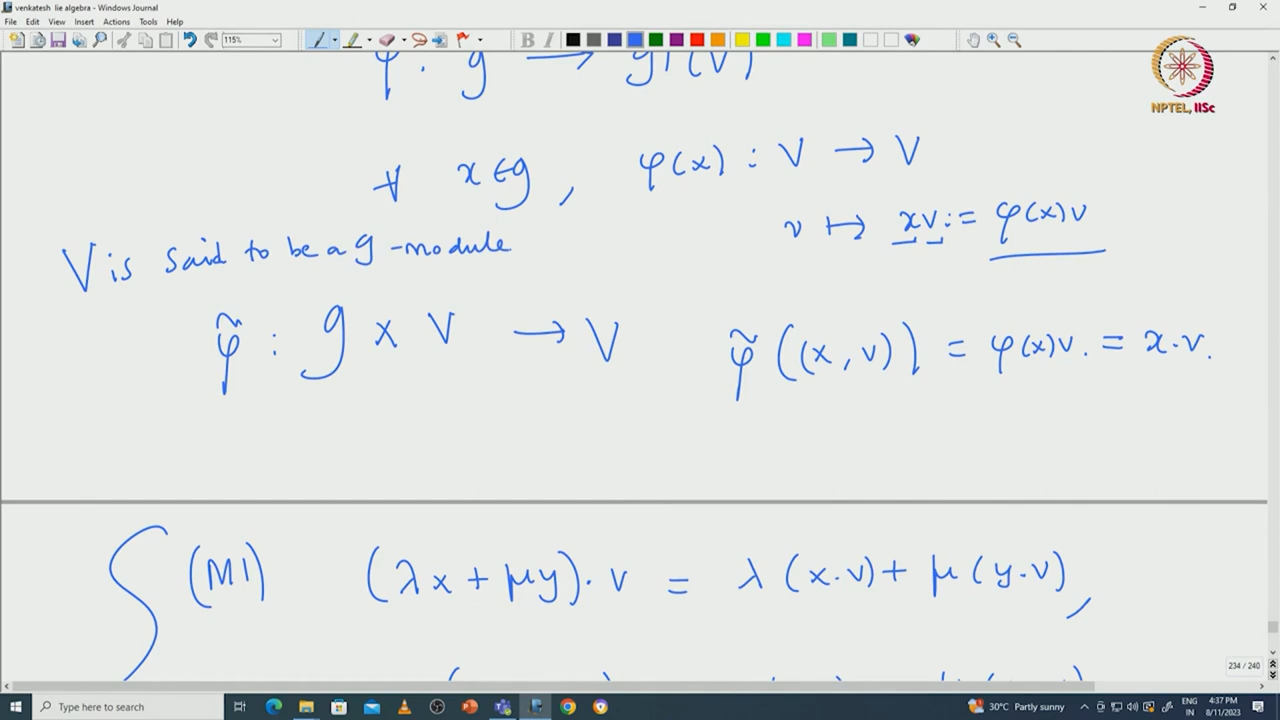 venkatesh lie algebra - Windows Journal
File Edit View Insert Actions Tools Help
115%
B I
NPTEL, IISc
φ : g → gl(V)
∀ x ∈ g, φ(x) : V → V
v ↦ xv := φ(x)v
V is said to be a g-module
φ̃ : g × V → V φ̃((x, v)) = φ(x)v. = x·v.
(M1) (λx + μy)·v = λ(x·v) + μ(y·v),
234 / 240
Type here to search
30°C Partly sunny
ENG
IN
4:37 PM
8/11/2023